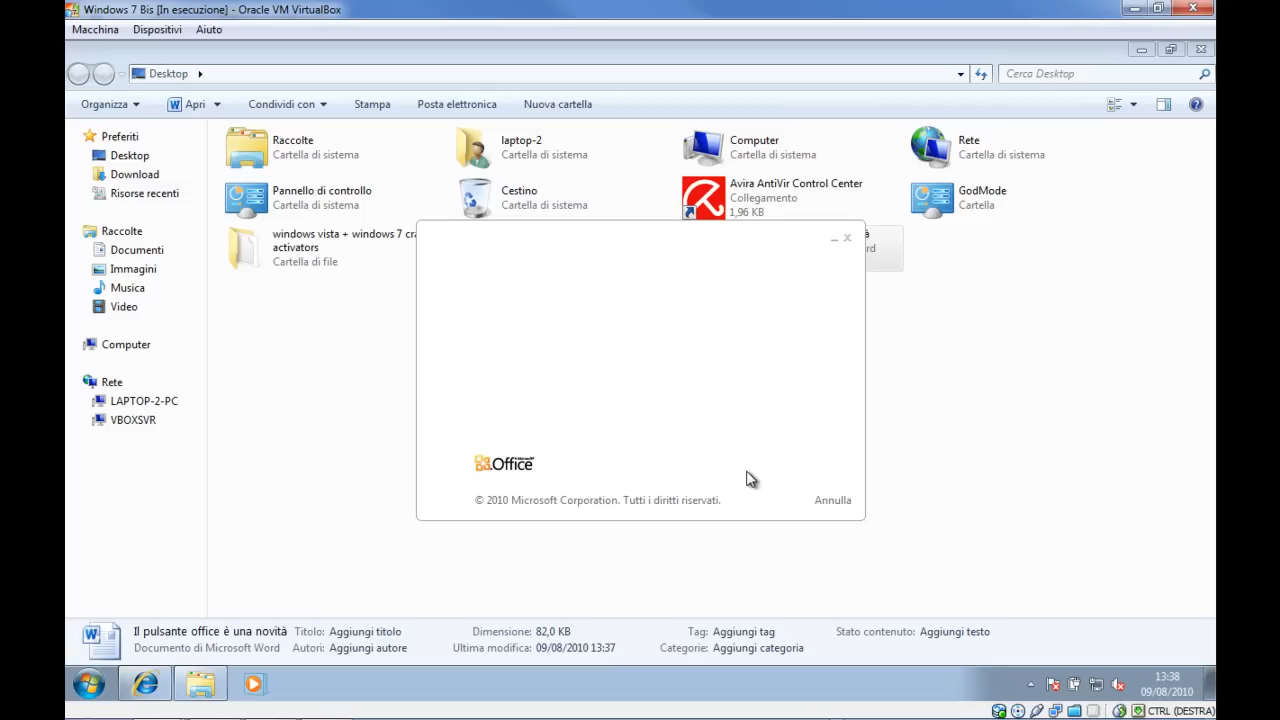 Windows 7 Bis [In esecuzione] - Oracle VM VirtualBox
Macchina Dispositivi Aiuto
Desktop
Cerca Desktop
Organizza Apri Condividi con Stampa Posta elettronica Nuova cartella
Preferiti
Desktop
Download
Risorse recenti
Raccolte
Documenti
Immagini
Musica
Video
Computer
Rete
LAPTOP-2-PC
VBOXSVR
Raccolte
Cartella di sistema
laptop-2
Cartella di sistema
Computer
Cartella di sistema
Rete
Cartella di sistema
Pannello di controllo
Cartella di sistema
Cestino
Cartella di sistema
Avira AntiVir Control Center
Collegamento
1,96 KB
GodMode
Cartella
windows vista + windows 7
activators
Cartella di file
Microsoft
Office
© 2010 Microsoft Corporation. Tutti i diritti riservati.
Annulla
Il pulsante office è una novità
Documento di Microsoft Word
Titolo: Aggiungi titolo
Autori: Aggiungi autore
Dimensione: 82,0 KB
Ultima modifica: 09/08/2010 13:37
Tag: Aggiungi tag
Categorie: Aggiungi categoria
Stato contenuto: Aggiungi testo
13:38
09/08/2010
CTRL (DESTRA)